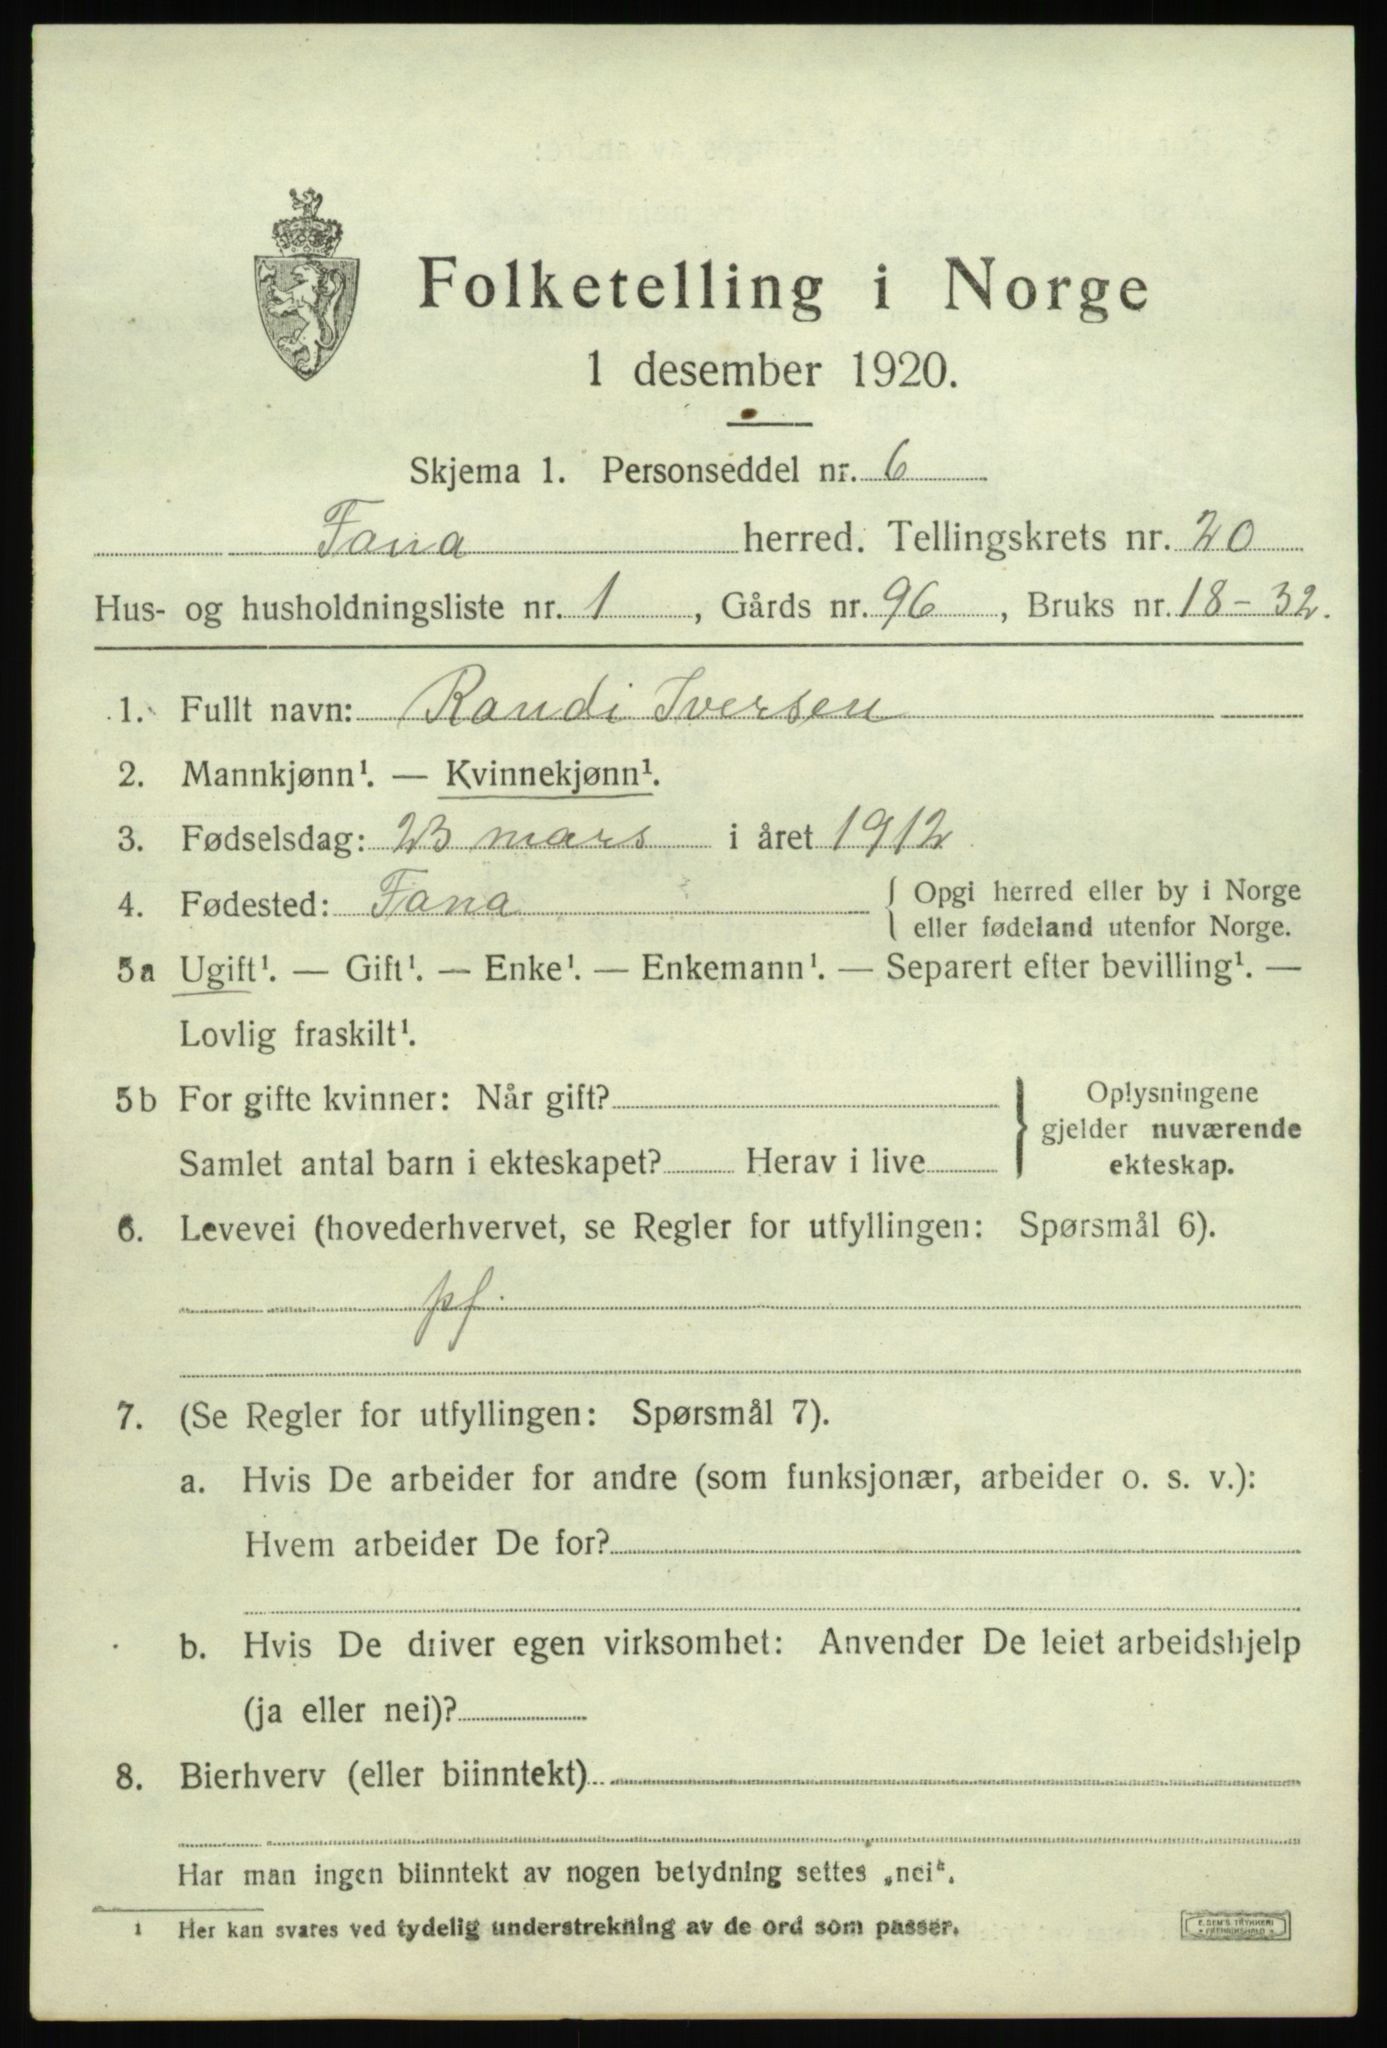 Folketelling i Norge
1 desember 1920.
Skjema 1. Personseddel nr. 6
Fana herred. Tellingskrets nr. 20
Hus- og husholdningsliste nr. 1, Gårds nr. 96, Bruks nr. 18-32.
1. Fullt navn: Randi Iversen
2. Mannkjønn¹. — Kvinnekjønn¹.
3. Fødselsdag: 23 mars i året 1912
4. Fødested: Fana { Opgi herred eller by i Norge
eller fødeland utenfor Norge.
5a Ugift¹. — Gift¹. — Enke¹. — Enkemann¹. — Separert efter bevilling¹. —
Lovlig fraskilt¹.
5b For gifte kvinner: Når gift?
Samlet antal barn i ekteskapet? Herav i live
} Oplysningene
gjelder nuværende
ekteskap.
6. Levevei (hovederhvervet, se Regler for utfyllingen: Spørsmål 6).
pf.
7. (Se Regler for utfyllingen: Spørsmål 7).
a. Hvis De arbeider for andre (som funksjonær, arbeider o. s. v.):
Hvem arbeider De for?
b. Hvis De driver egen virksomhet: Anvender De leiet arbeidshjelp
(ja eller nei)?
8. Bierhverv (eller biinntekt)
Har man ingen biinntekt av nogen betydning settes „nei“.
1 Her kan svares ved tydelig understrekning av de ord som passer.
E. SEM'S TRYKKERI
FREDRIKSHALD